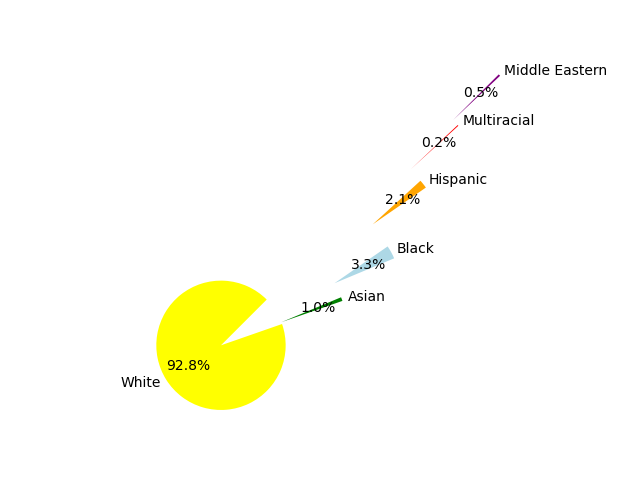 Middle Eastern
0.5%
Multiracial
0.2%
Hispanic
2.1%
Black
3.3%
Asian
1.0%
92.8%
White